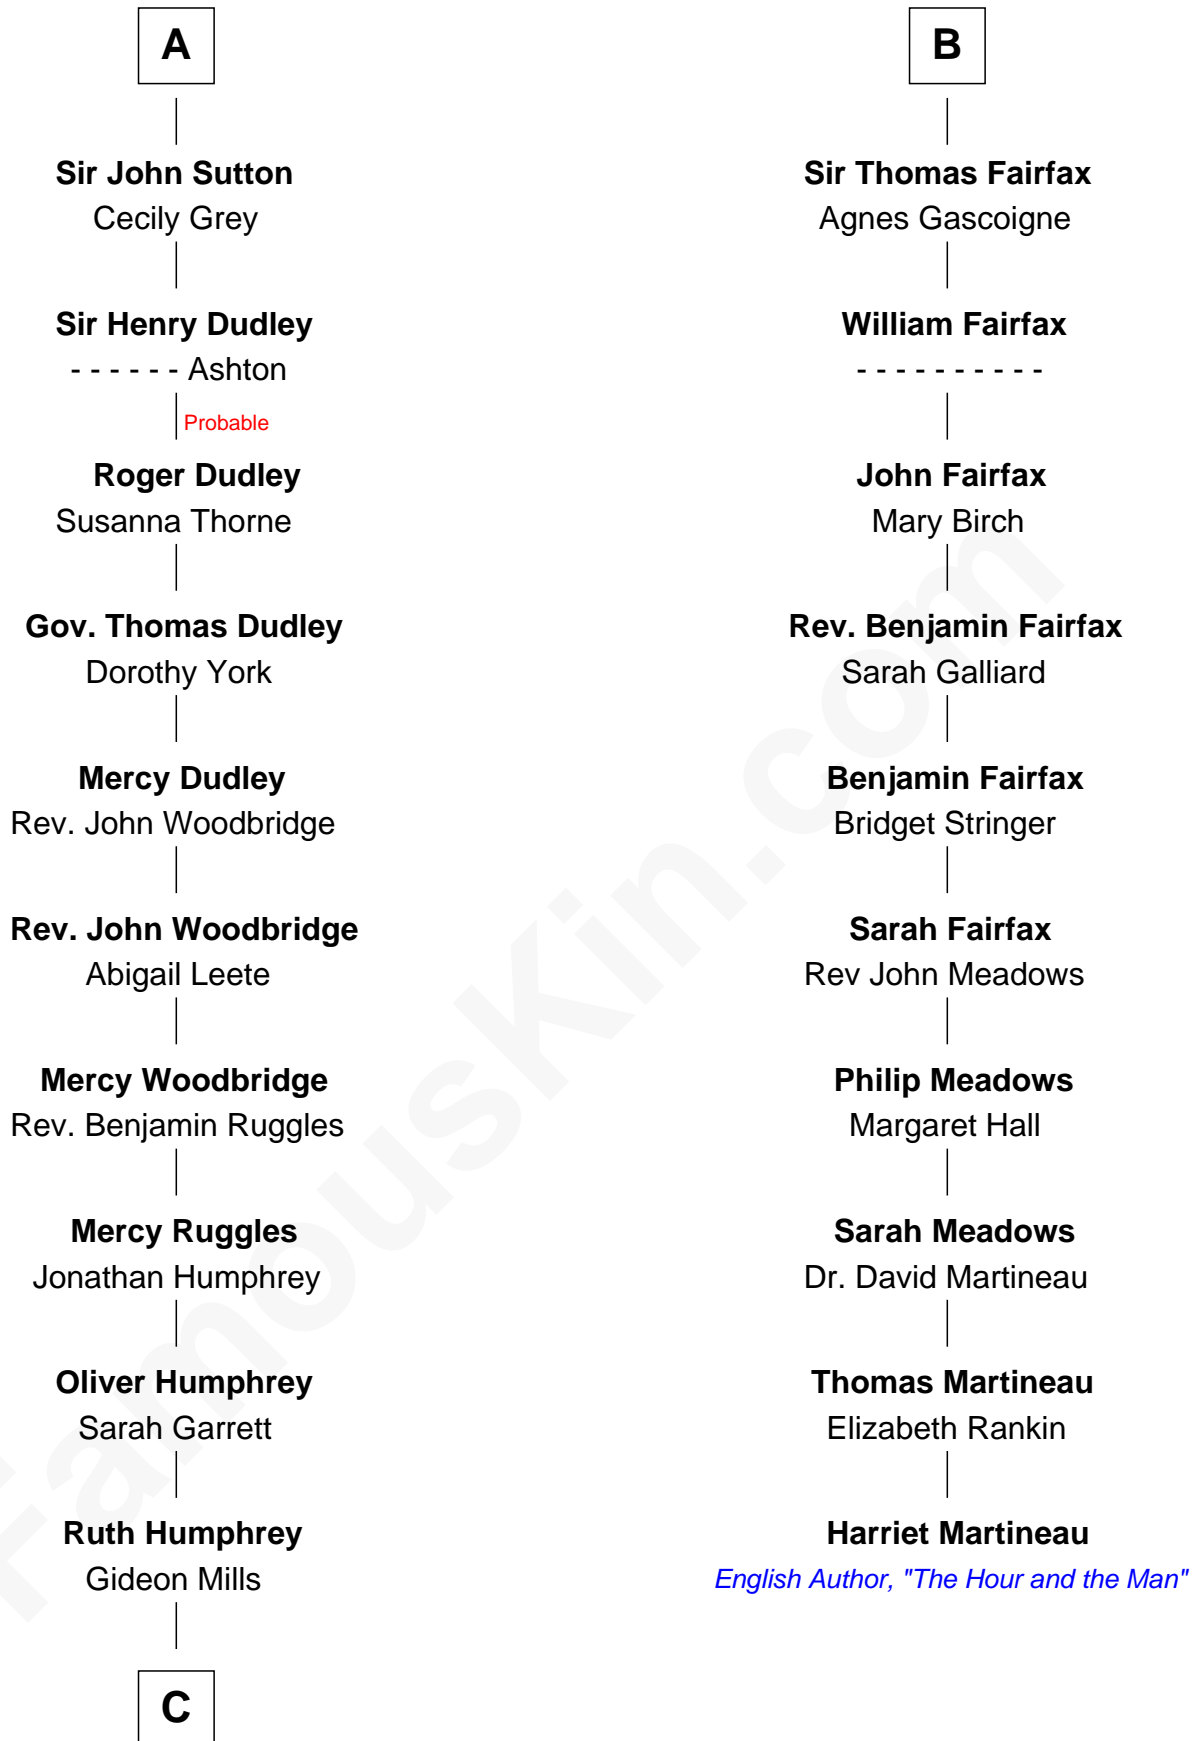 A
Sir John Sutton
Cecily Grey
Sir Henry Dudley
- - - - - - Ashton
Probable
Roger Dudley
Susanna Thorne
Gov. Thomas Dudley
Dorothy York
Mercy Dudley
Rev. John Woodbridge
Rev. John Woodbridge
Abigail Leete
Mercy Woodbridge
Rev. Benjamin Ruggles
Mercy Ruggles
Jonathan Humphrey
Oliver Humphrey
Sarah Garrett
Ruth Humphrey
Gideon Mills
C
B
Sir Thomas Fairfax
Agnes Gascoigne
William Fairfax
- - - - - - - - - -
John Fairfax
Mary Birch
Rev. Benjamin Fairfax
Sarah Galliard
Benjamin Fairfax
Bridget Stringer
Sarah Fairfax
Rev John Meadows
Philip Meadows
Margaret Hall
Sarah Meadows
Dr. David Martineau
Thomas Martineau
Elizabeth Rankin
Harriet Martineau
English Author, "The Hour and the Man"
FamousKin.com